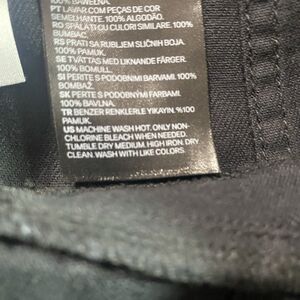 100% BAWEŁNA.
PT LAVAR COM PEÇAS DE COR
SEMELHANTE. 100% ALGODÃO.
RO SPĂLAȚI CU CULORI SIMILARE. 100%
BUMBAC.
RS PRATI SA RUBLJEM SLIČNIH BOJA.
100% PAMUK.
SE TVÄTTAS MED LIKNANDE FÄRGER.
100% BOMULL.
SI PERITE S PODOBNIMI BARVAMI. 100%
BOMBAŽ.
SK PERTE S PODOBNÝMI FARBAMI.
100% BAVLNA.
TR BENZER RENKLERLE YIKAYIN. %100
PAMUK.
US MACHINE WASH HOT. ONLY NON-
CHLORINE BLEACH WHEN NEEDED.
TUMBLE DRY MEDIUM. HIGH IRON. DRY
CLEAN. WASH WITH LIKE COLORS.